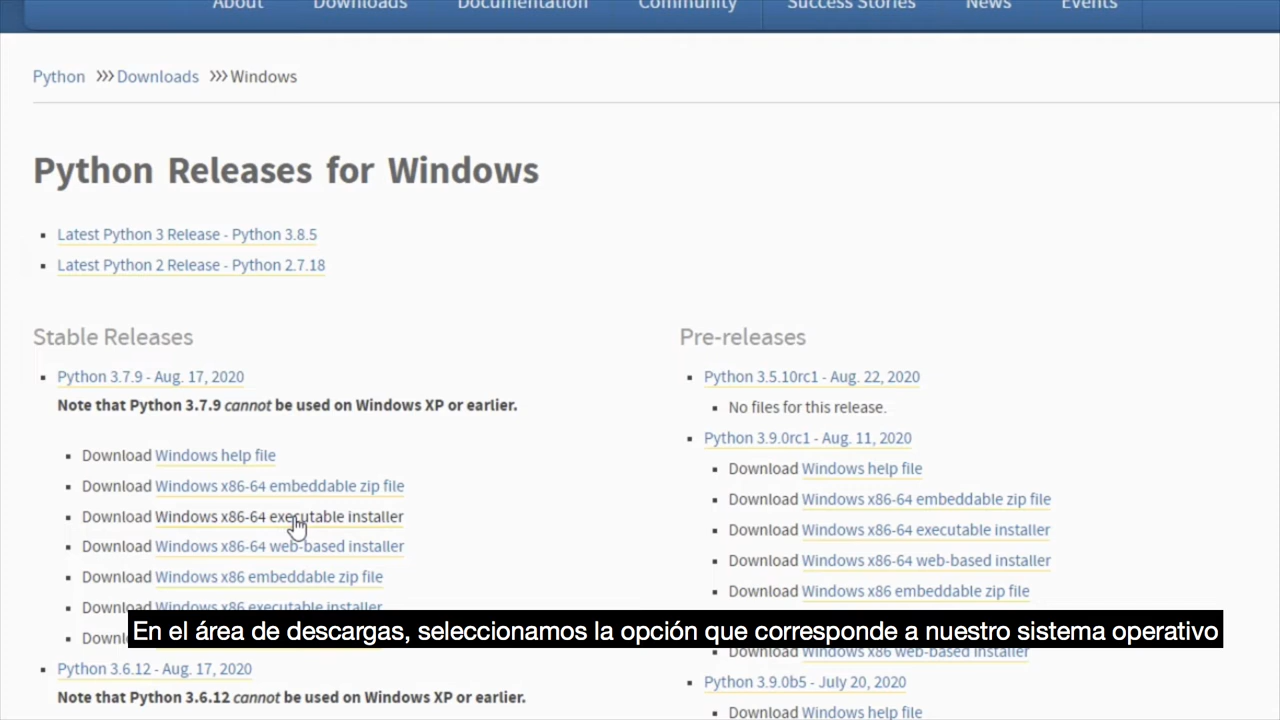 About Downloads Documentation Community Success Stories News Events
Python >>> Downloads >>> Windows
Python Releases for Windows
Latest Python 3 Release - Python 3.8.5
Latest Python 2 Release - Python 2.7.18
Stable Releases
Python 3.7.9 - Aug. 17, 2020
Note that Python 3.7.9 cannot be used on Windows XP or earlier.
Download Windows help file
Download Windows x86-64 embeddable zip file
Download Windows x86-64 executable installer
Download Windows x86-64 web-based installer
Download Windows x86 embeddable zip file
Download Windows x86 executable installer
Python 3.6.12 - Aug. 17, 2020
Note that Python 3.6.12 cannot be used on Windows XP or earlier.
Pre-releases
Python 3.5.10rc1 - Aug. 22, 2020
No files for this release.
Python 3.9.0rc1 - Aug. 11, 2020
Download Windows help file
Download Windows x86-64 embeddable zip file
Download Windows x86-64 executable installer
Download Windows x86-64 web-based installer
Download Windows x86 embeddable zip file
Download Windows x86 web-based installer
Python 3.9.0b5 - July 20, 2020
Download Windows help file
En el área de descargas, seleccionamos la opción que corresponde a nuestro sistema operativo